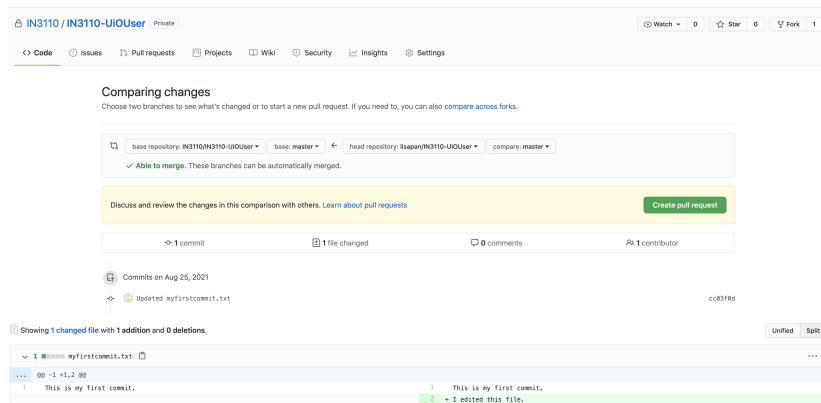 IN3110 / IN3110-UiOUser Private
Watch 0 Star 0 Fork 1
Code Issues Pull requests Projects Wiki Security Insights Settings
Comparing changes
Choose two branches to see what's changed or to start a new pull request. If you need to, you can also compare across forks.
base repository: IN3110/IN3110-UiOUser base: master ← head repository: lisapan/IN3110-UiOUser compare: master
✓ Able to merge. These branches can be automatically merged.
Discuss and review the changes in this comparison with others. Learn about pull requests Create pull request
1 commit 1 file changed 0 comments 1 contributor
Commits on Aug 25, 2021
Updated myfirstcommit.txt cc03f0d
Showing 1 changed file with 1 addition and 0 deletions. Unified Split
1 myfirstcommit.txt ...
... @@ -1 +1,2 @@
1 This is my first commit. 1 This is my first commit.
2 + I edited this file.